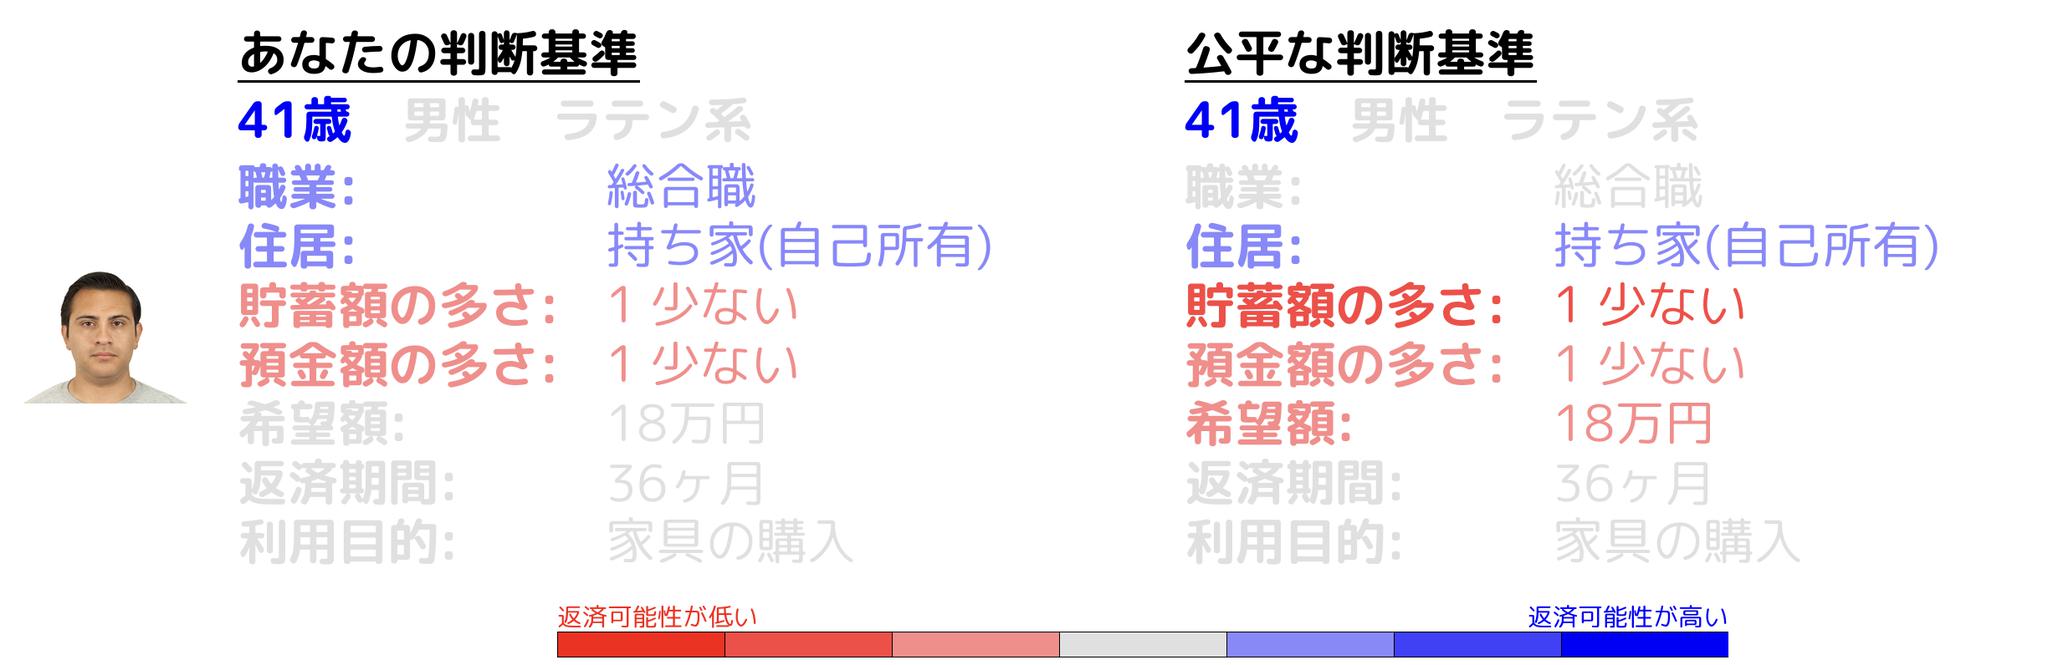 あなたの判断基準
41歳 男性 ラテン系
職業: 総合職
住居: 持ち家(自己所有)
貯蓄額の多さ: 1 少ない
預金額の多さ: 1 少ない
希望額: 18万円
返済期間: 36ヶ月
利用目的: 家具の購入
公平な判断基準
41歳 男性 ラテン系
職業: 総合職
住居: 持ち家(自己所有)
貯蓄額の多さ: 1 少ない
預金額の多さ: 1 少ない
希望額: 18万円
返済期間: 36ヶ月
利用目的: 家具の購入
返済可能性が低い
返済可能性が高い